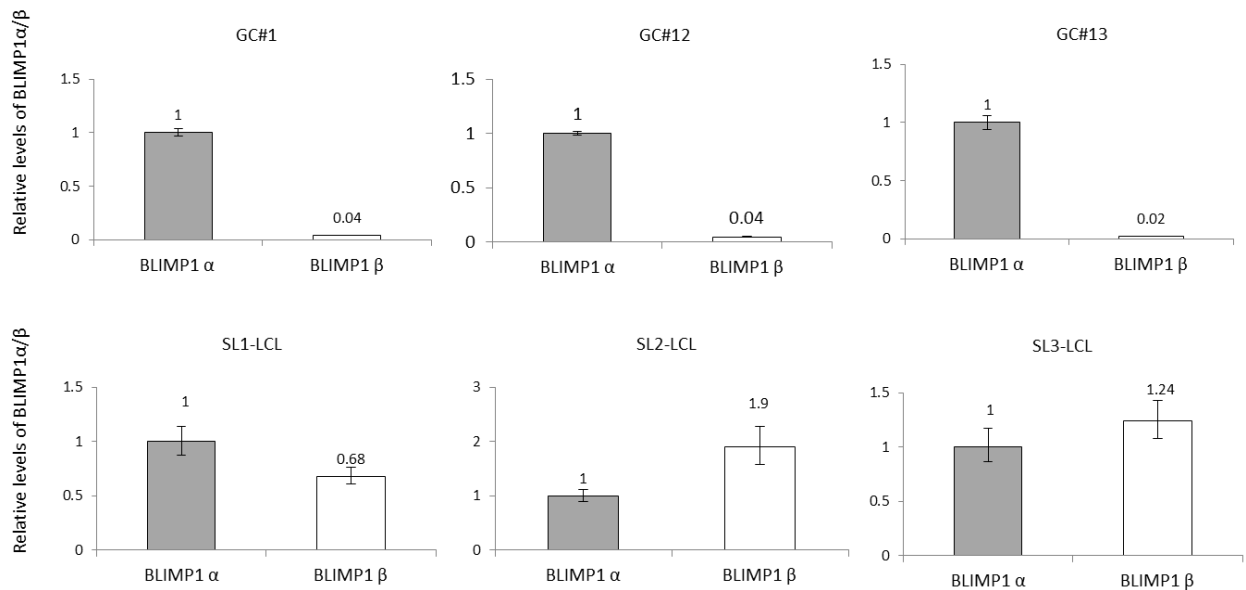 Relative levels of BLIMP1α/β
GC#1
1.5
1
0.5
0
1
0.04
BLIMP1 α
BLIMP1 β
GC#12
1.5
1
0.5
0
1
0.04
BLIMP1 α
BLIMP1 β
GC#13
1.5
1
0.5
0
1
0.02
BLIMP1 α
BLIMP1 β
Relative levels of BLIMP1α/β
SL1-LCL
1.5
1
0.5
0
1
0.68
BLIMP1 α
BLIMP1 β
SL2-LCL
3
2
1
0
1
1.9
BLIMP1 α
BLIMP1 β
SL3-LCL
1.5
1
0.5
0
1
1.24
BLIMP1 α
BLIMP1 β